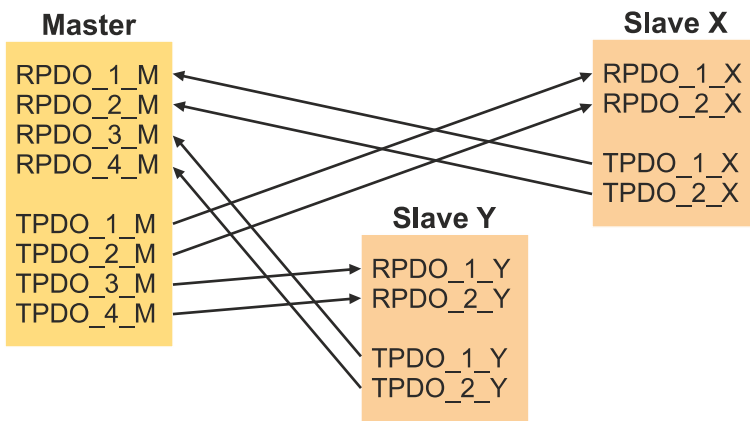 Master
RPDO_1_M
RPDO_2_M
RPDO_3_M
RPDO_4_M
TPDO_1_M
TPDO_2_M
TPDO_3_M
TPDO_4_M
Slave X
RPDO_1_X
RPDO_2_X
TPDO_1_X
TPDO_2_X
Slave Y
RPDO_1_Y
RPDO_2_Y
TPDO_1_Y
TPDO_2_Y